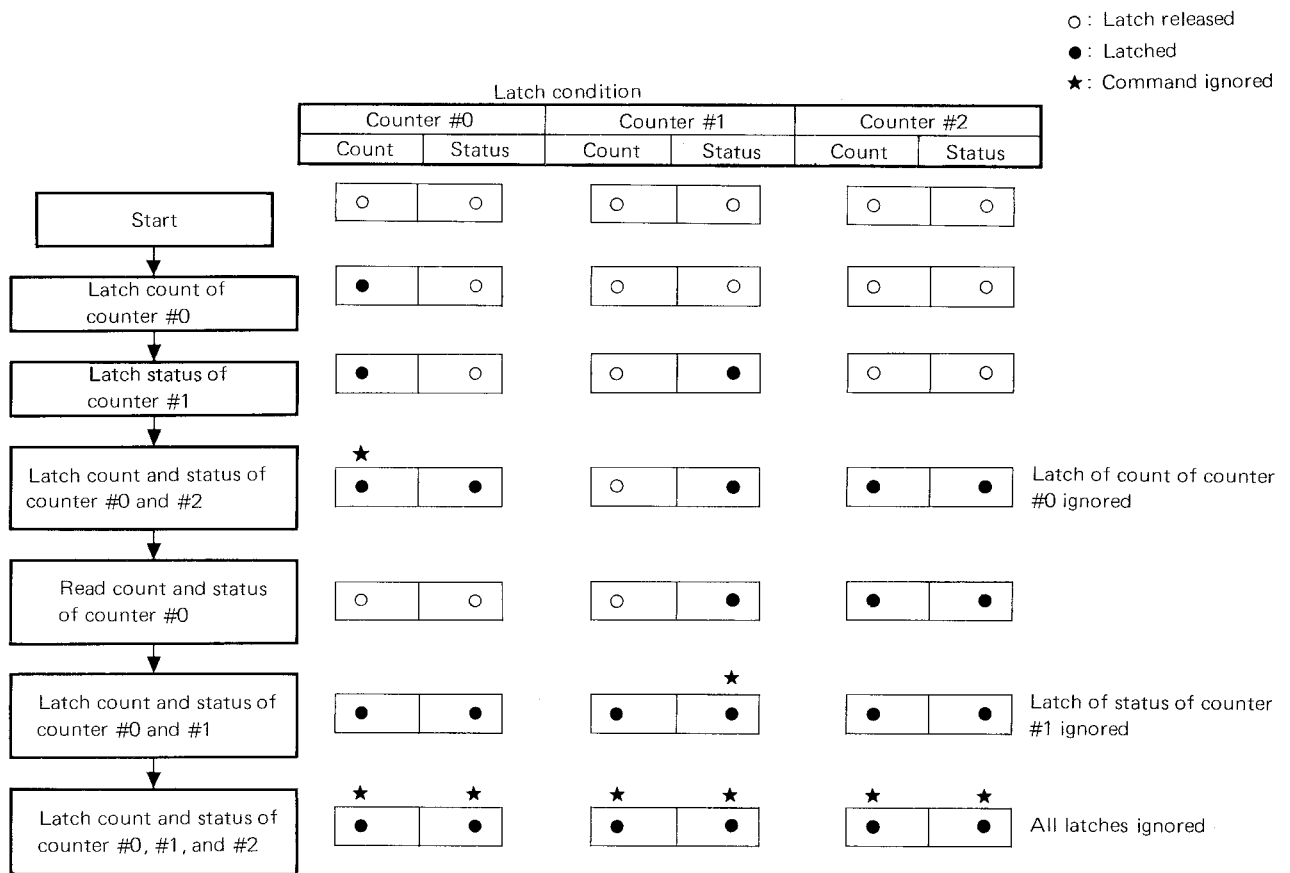 ○ : Latch released
● : Latched
★ : Command ignored
Latch condition
Counter #0 Counter #1 Counter #2
Count Status Count Status Count Status
Start
Latch count of
counter #0
Latch status of
counter #1
Latch count and status of
counter #0 and #2
Latch of count of counter
#0 ignored
Read count and status
of counter #0
Latch count and status of
counter #0 and #1
Latch of status of counter
#1 ignored
Latch count and status of
counter #0, #1, and #2
All latches ignored